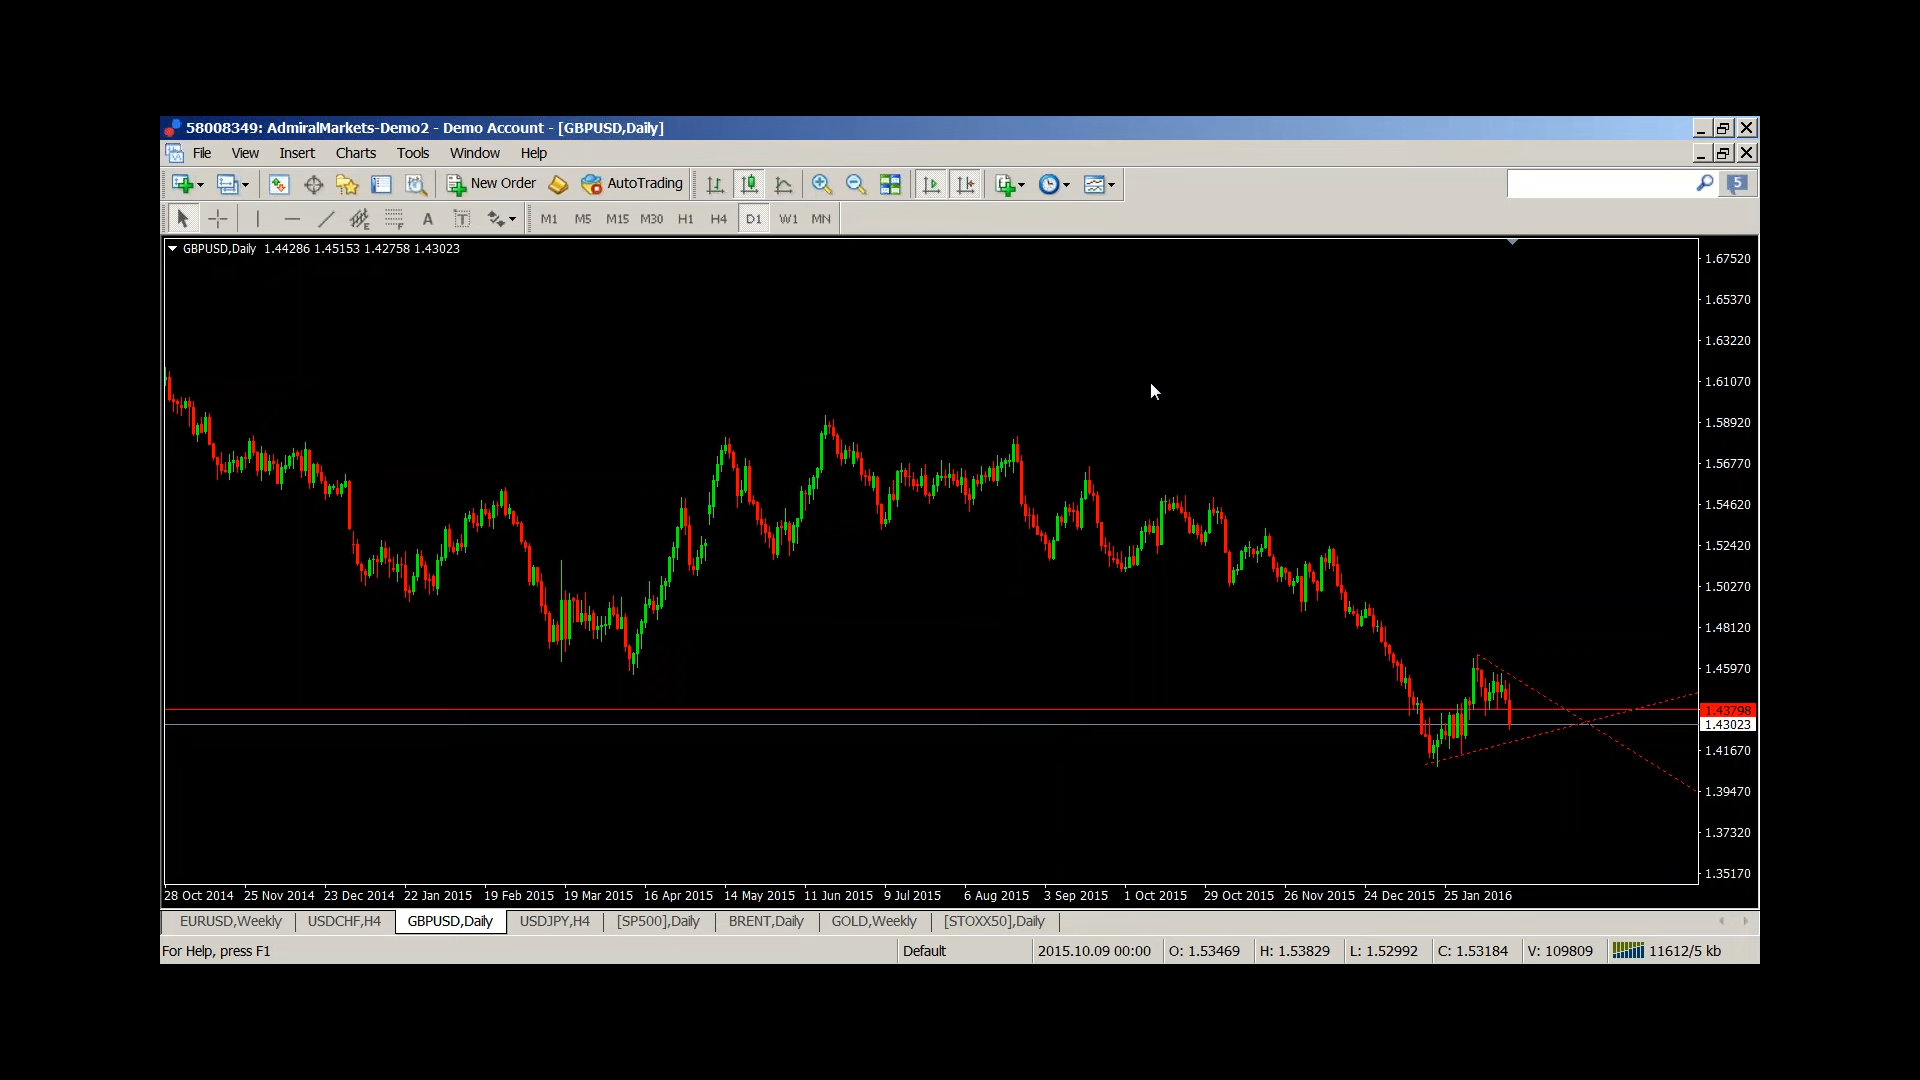 58008349: AdmiralMarkets-Demo2 - Demo Account - [GBPUSD,Daily]
File View Insert Charts Tools Window Help
New Order AutoTrading 5
A T M1 M5 M15 M30 H1 H4 D1 W1 MN
GBPUSD,Daily 1.44286 1.45153 1.42758 1.43023
1.67520
1.65370
1.63220
1.61070
1.58920
1.56770
1.54620
1.52420
1.50270
1.48120
1.45970
1.43798
1.43023
1.41670
1.39470
1.37320
1.35170
28 Oct 2014 25 Nov 2014 23 Dec 2014 22 Jan 2015 19 Feb 2015 19 Mar 2015 16 Apr 2015 14 May 2015 11 Jun 2015 9 Jul 2015 6 Aug 2015 3 Sep 2015 1 Oct 2015 29 Oct 2015 26 Nov 2015 24 Dec 2015 25 Jan 2016
EURUSD,Weekly USDCHF,H4 GBPUSD,Daily USDJPY,H4 [SP500],Daily BRENT,Daily GOLD,Weekly [STOXX50],Daily
For Help, press F1 Default 2015.10.09 00:00 O: 1.53469 H: 1.53829 L: 1.52992 C: 1.53184 V: 109809 11612/5 kb